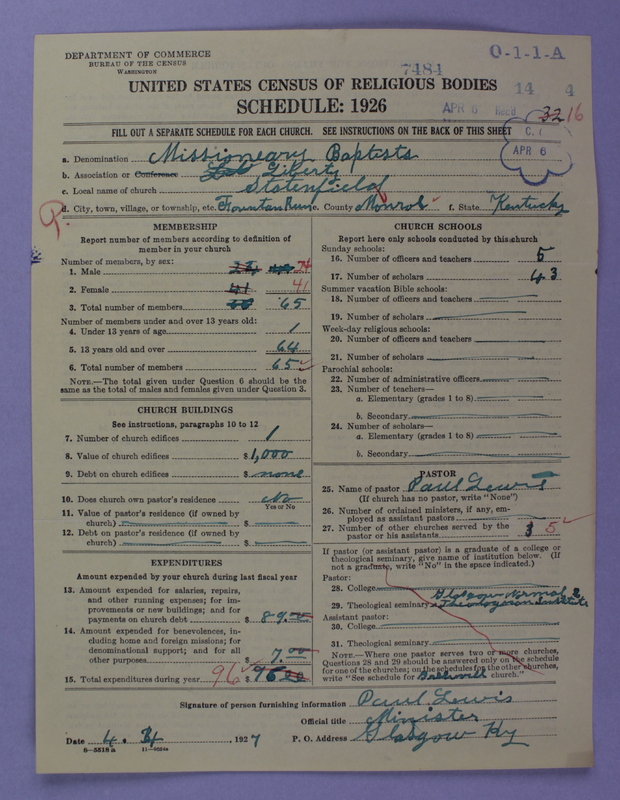 DEPARTMENT OF COMMERCE
BUREAU OF THE CENSUS
WASHINGTON
O-1-1-A
7484
UNITED STATES CENSUS OF RELIGIOUS BODIES
14 4
SCHEDULE: 1926
APR 6 Rec'd
3216
FILL OUT A SEPARATE SCHEDULE FOR EACH CHURCH. SEE INSTRUCTIONS ON THE BACK OF THIS SHEET
APR 6
a. Denomination Missioneary Baptists
b. Association or Conference Liberty
c. Local name of church Statenfield
d. City, town, village, or township, etc. Fountan Run e. County Monroe f. State Kentucky
MEMBERSHIP
Report number of members according to definition of member in your church
Number of members, by sex:
1. Male 24
2. Female 41 41
3. Total number of members 65
Number of members under and over 13 years old:
4. Under 13 years of age 1
5. 13 years old and over 64
6. Total number of members 65
NOTE.—The total given under Question 6 should be the same as the total of males and females given under Question 3.
CHURCH BUILDINGS
See instructions, paragraphs 10 to 12
7. Number of church edifices 1
8. Value of church edifices $ 1,000
9. Debt on church edifices $ none
10. Does church own pastor's residence No
Yes or No
11. Value of pastor's residence (if owned by church) $
12. Debt on pastor's residence (if owned by church) $
EXPENDITURES
Amount expended by your church during last fiscal year
13. Amount expended for salaries, repairs, and other running expenses; for improvements or new buildings; and for payments on church debt $ 89.00
14. Amount expended for benevolences, including home and foreign missions; for denominational support; and for all other purposes $ 7.00
15. Total expenditures during year 96 $ 96
CHURCH SCHOOLS
Report here only schools conducted by this church
Sunday schools:
16. Number of officers and teachers 5
17. Number of scholars 43
Summer vacation Bible schools:
18. Number of officers and teachers
19. Number of scholars
Week-day religious schools:
20. Number of officers and teachers
21. Number of scholars
Parochial schools:
22. Number of administrative officers
23. Number of teachers—
a. Elementary (grades 1 to 8)
b. Secondary
24. Number of scholars—
a. Elementary (grades 1 to 8)
b. Secondary
PASTOR
25. Name of pastor Paul Lewis
(If church has no pastor, write "None")
26. Number of ordained ministers, if any, employed as assistant pastors
27. Number of other churches served by the pastor or his assistants 5
If pastor (or assistant pastor) is a graduate of a college or theological seminary, give name of institution below. (If not a graduate, write "No" in the space indicated.)
Pastor:
28. College Glasgow Normal &
29. Theological seminary Theologian Institute
Assistant pastor:
30. College
31. Theological seminary
NOTE.—Where one pastor serves two or more churches, Questions 28 and 29 should be answered only on the schedule for one of the churches; on the schedules for the other churches, write "See schedule for church."
Signature of person furnishing information Paul Lewis
Official title Minister
Date 4 1927 P. O. Address Glasgow Ky
8—5518a 11—9084